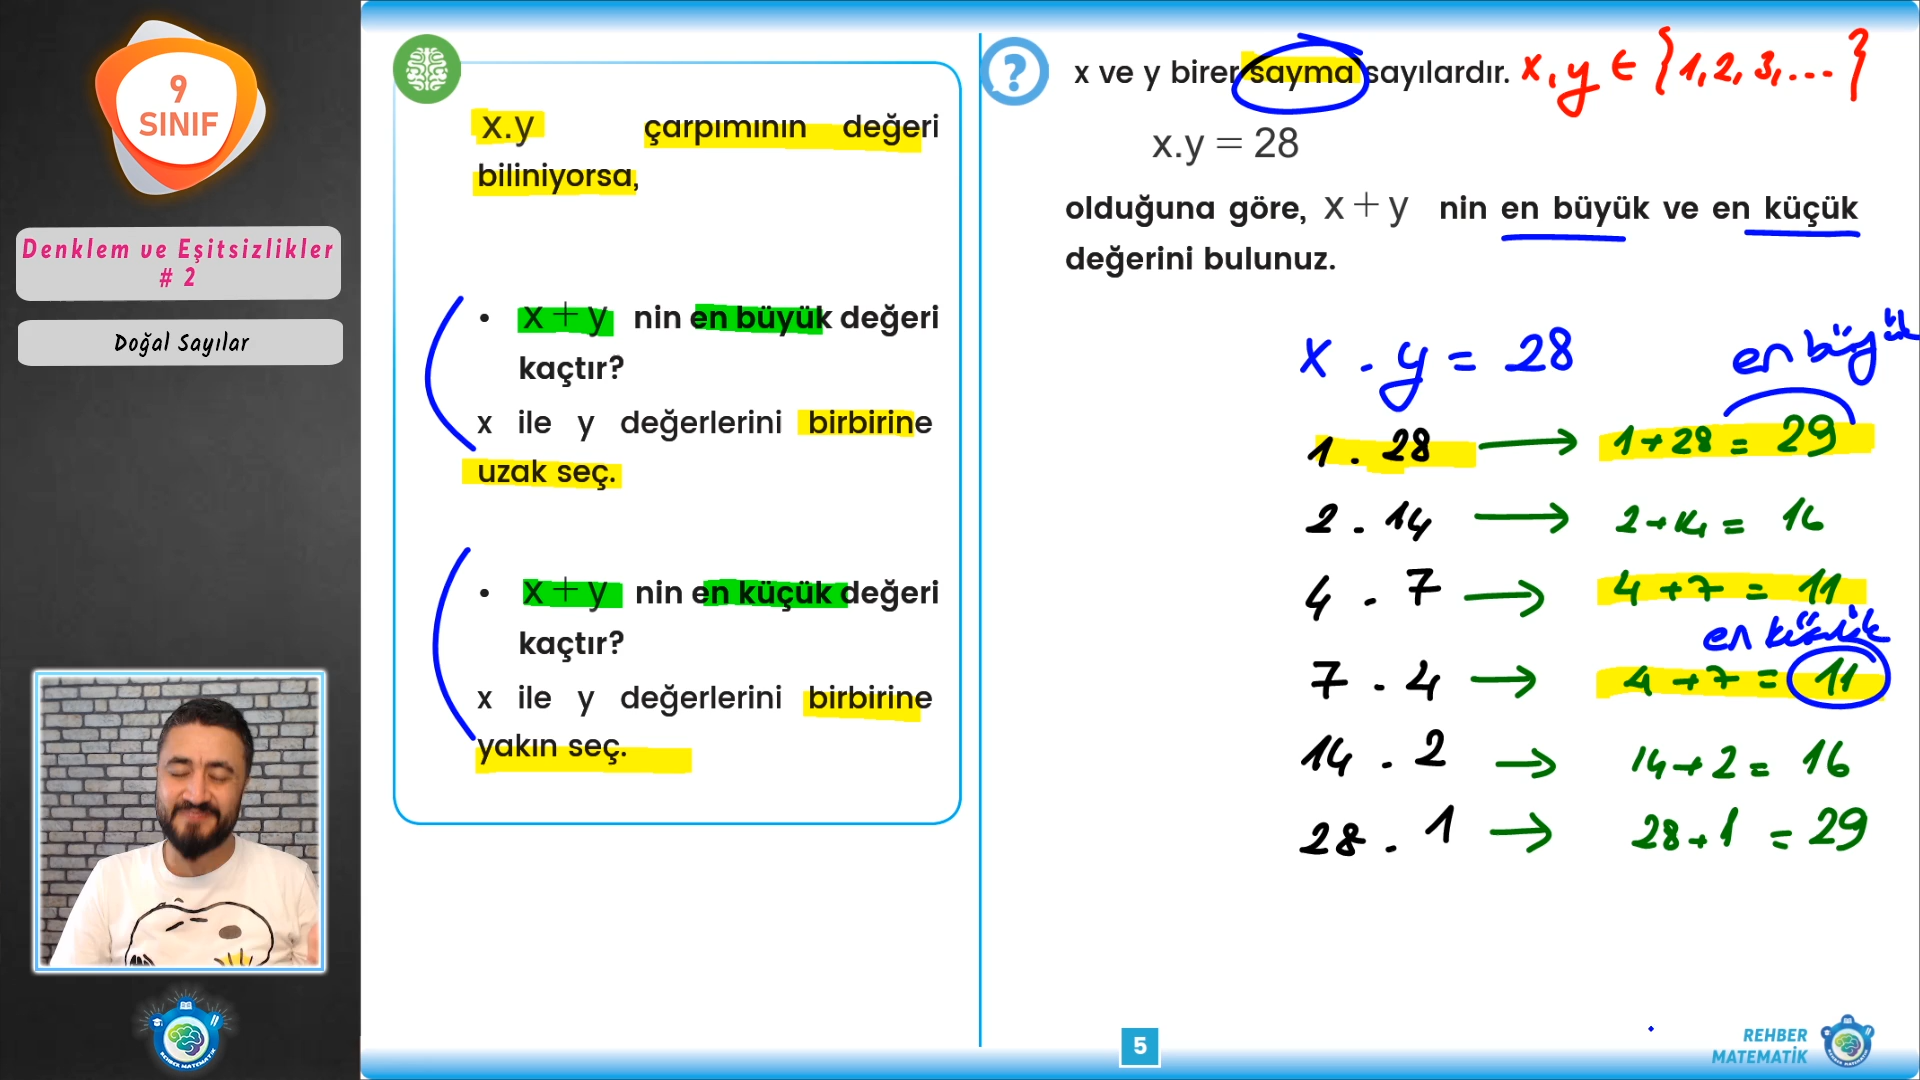 9
SINIF
Denklem ve Eşitsizlikler
# 2
Doğal Sayılar
x.y çarpımının değeri
biliniyorsa,
• x + y nin en büyük değeri
kaçtır?
x ile y değerlerini birbirine
uzak seç.
• x + y nin en küçük değeri
kaçtır?
x ile y değerlerini birbirine
yakın seç.
? x ve y birer sayma sayılardır. x,y ∈ {1,2,3,...}
x.y = 28
olduğuna göre, x + y nin en büyük ve en küçük
değerini bulunuz.
x . y = 28 en büyük
1 . 28 → 1+28 = 29
2 . 14 → 2+14 = 16
4 . 7 → 4+7 = 11
en küçük
7 . 4 → 4+7 = 11
14 . 2 → 14+2 = 16
28 . 1 → 28+1 = 29
5
REHBER
MATEMATİK
REHBER MATEMATİK